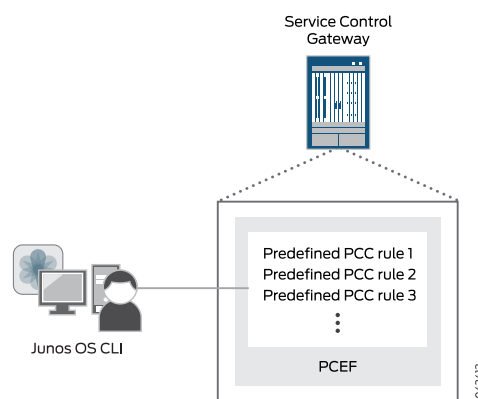 Service Control
Gateway
Predefined PCC rule 1
Predefined PCC rule 2
Predefined PCC rule 3
Junos OS CLI
PCEF